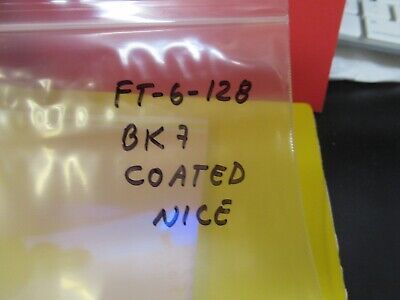 FT-6-128
BK7
COATED
NICE